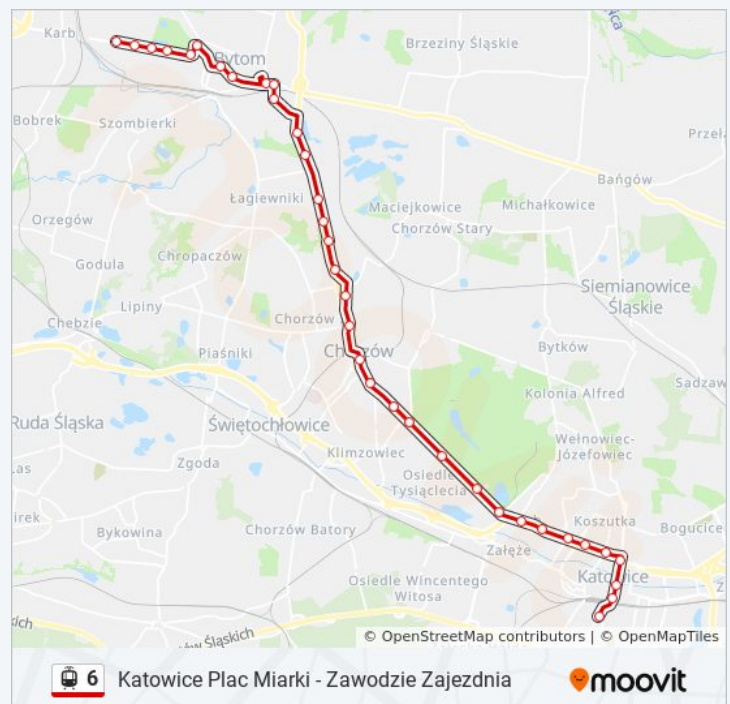 Karb
Bytom
Brzeziny Śląskie
Bobrek
Szombierki
Przeła
Bańgów
Łagiewniki
Orzegów
Maciejkowice
Michałkowice
Chorzów Stary
Chropaczów
Godula
Siemianowice
Śląskie
Lipiny
Chebzie
Chorzów
Piaśniki
Chorzów
Bytków
Sadzaw
Kolonia Alfred
Ruda Śląska
Świętochłowice
Wełnowiec-
Józefowiec
Klimzowiec
Zgoda
Osiedle
Tysiąclecia
Las
irek
Bykowina
Chorzów Batory
Koszutka
Bogucice
Załęże
Katowice
Osiedle Wincentego
Witosa
kich
ów Śląskich
© OpenStreetMap contributors | © OpenMapTiles
6 Katowice Plac Miarki - Zawodzie Zajezdnia
moovit